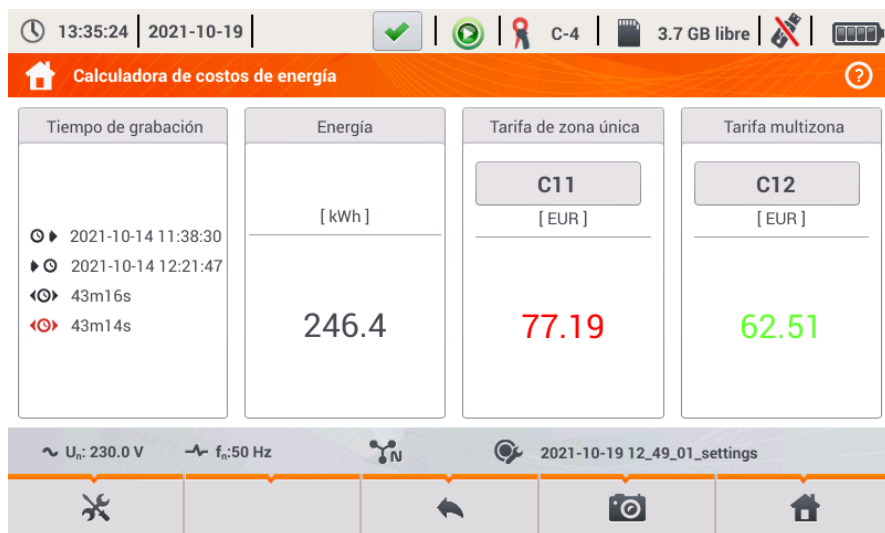 13:35:24 2021-10-19 C-4 3.7 GB libre
Calculadora de costos de energía ?
Tiempo de grabación
2021-10-14 11:38:30
2021-10-14 12:21:47
43m16s
43m14s
Energía
[ kWh ]
246.4
Tarifa de zona única
C11
[ EUR ]
77.19
Tarifa multizona
C12
[ EUR ]
62.51
Un: 230.0 V fn:50 Hz N 2021-10-19 12_49_01_settings